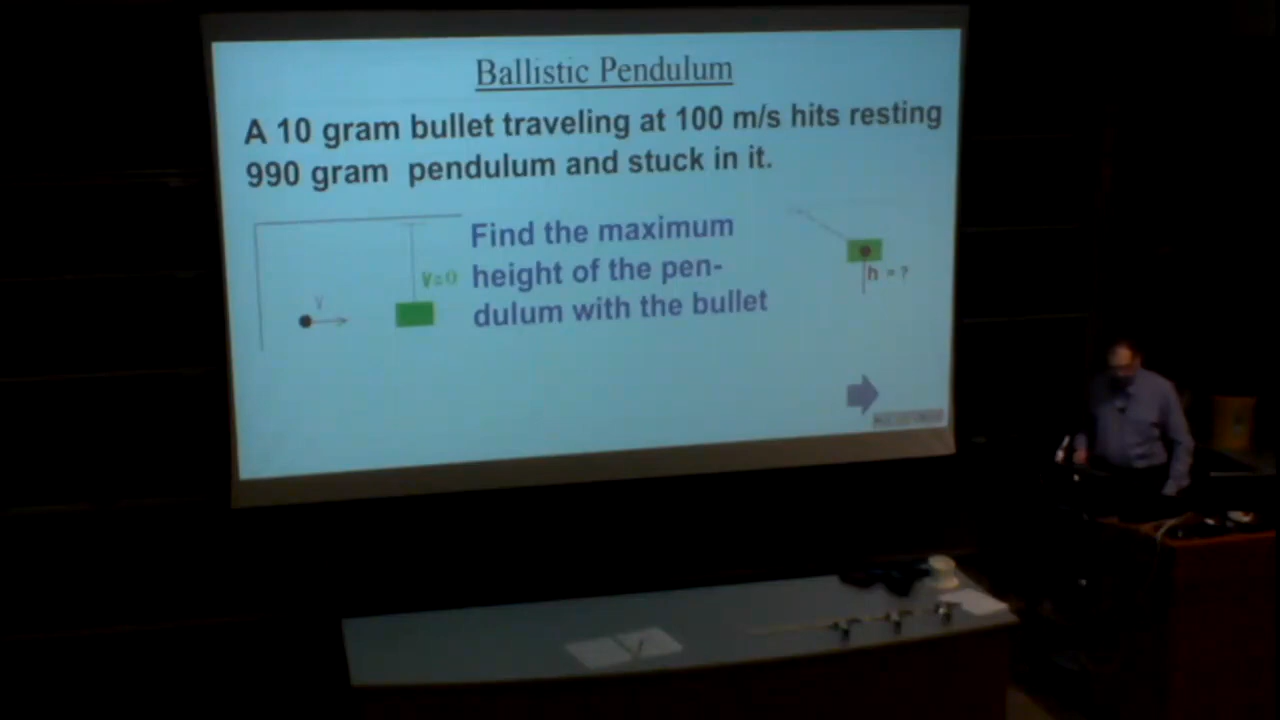 Ballistic Pendulum
A 10 gram bullet traveling at 100 m/s hits resting
990 gram pendulum and stuck in it.
Find the maximum
height of the pen-
dulum with the bullet
V=0
V
h = ?